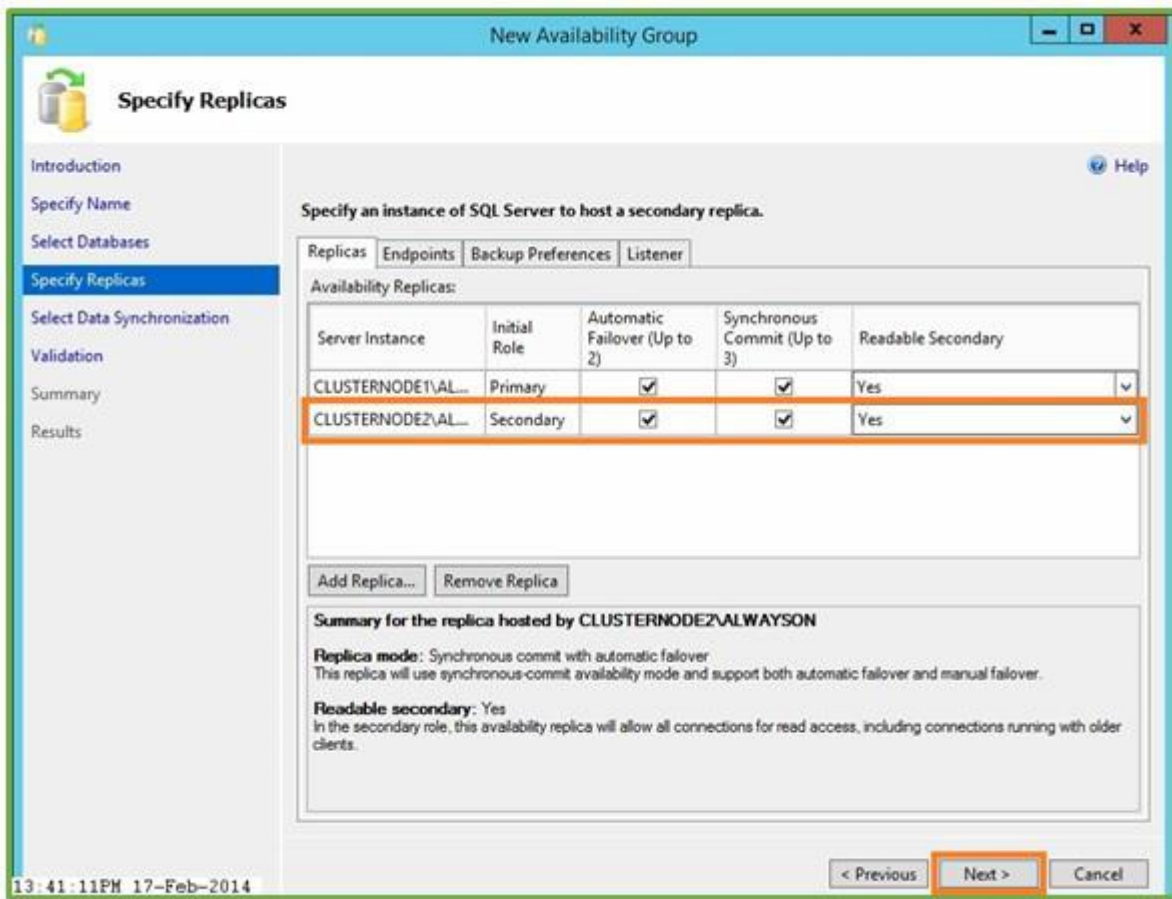 New Availability Group
Specify Replicas
Introduction
Specify Name
Select Databases
Specify Replicas
Select Data Synchronization
Validation
Summary
Results
Help
Specify an instance of SQL Server to host a secondary replica.
Replicas Endpoints Backup Preferences Listener
Availability Replicas:
Server Instance Initial Role Automatic Failover (Up to 2) Synchronous Commit (Up to 3) Readable Secondary
CLUSTERNODE1\AL... Primary Yes
CLUSTERNODE2\AL... Secondary Yes
Add Replica... Remove Replica
Summary for the replica hosted by CLUSTERNODE2\ALWAYSON
Replica mode: Synchronous commit with automatic failover
This replica will use synchronous-commit availability mode and support both automatic failover and manual failover.
Readable secondary: Yes
In the secondary role, this availability replica will allow all connections for read access, including connections running with older
clients.
< Previous Next > Cancel
13:41:11PM 17-Feb-2014